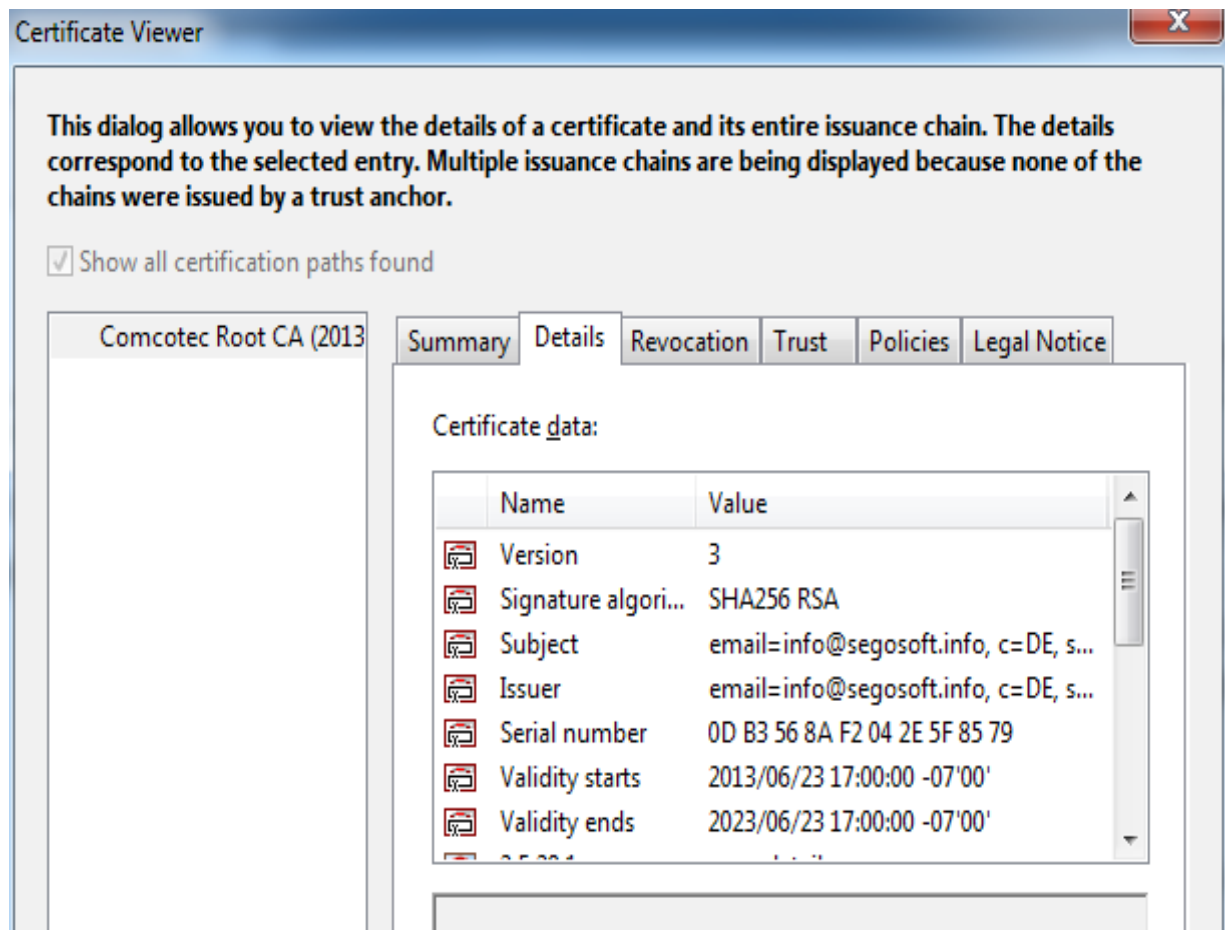 Certificate Viewer
This dialog allows you to view the details of a certificate and its entire issuance chain. The details
correspond to the selected entry. Multiple issuance chains are being displayed because none of the
chains were issued by a trust anchor.
Show all certification paths found
Comcotec Root CA (2013
Summary Details Revocation Trust Policies Legal Notice
Certificate data:
Name Value
Version 3
Signature algori... SHA256 RSA
Subject email=info@segosoft.info, c=DE, s...
Issuer email=info@segosoft.info, c=DE, s...
Serial number 0D B3 56 8A F2 04 2E 5F 85 79
Validity starts 2013/06/23 17:00:00 -07'00'
Validity ends 2023/06/23 17:00:00 -07'00'